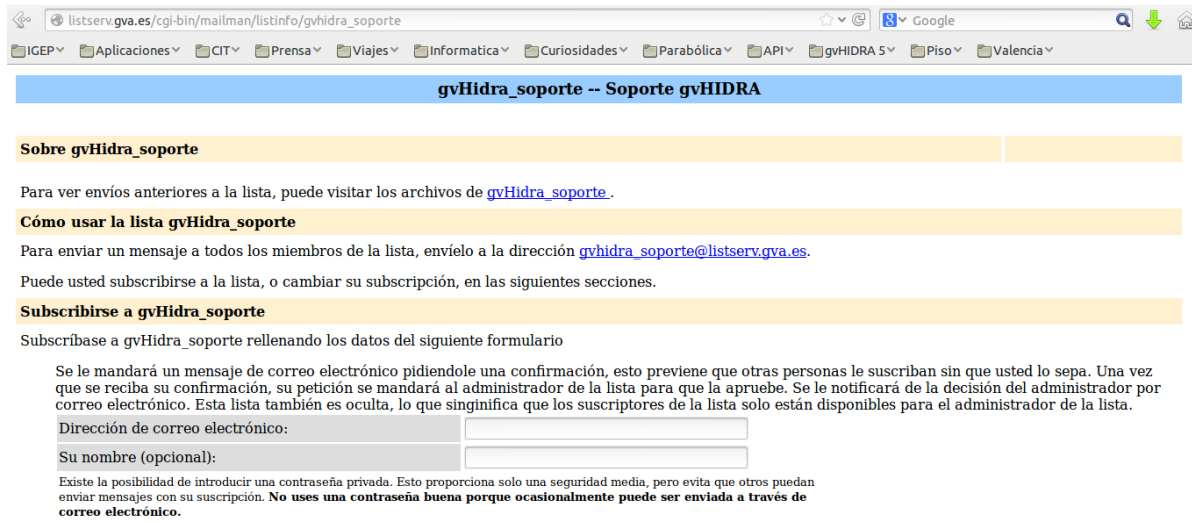 listserv.gva.es/cgi-bin/mailman/listinfo/gvhidra_soporte Google
IGEP Aplicaciones CIT Prensa Viajes Informatica Curiosidades Parabólica API gvHIDRA 5 Piso Valencia
gvHidra_soporte -- Soporte gvHIDRA
Sobre gvHidra_soporte
Para ver envíos anteriores a la lista, puede visitar los archivos de gvHidra_soporte .
Cómo usar la lista gvHidra_soporte
Para enviar un mensaje a todos los miembros de la lista, envíelo a la dirección gvhidra_soporte@listserv.gva.es.
Puede usted subscribirse a la lista, o cambiar su subscripción, en las siguientes secciones.
Subscribirse a gvHidra_soporte
Subscríbase a gvHidra_soporte rellenando los datos del siguiente formulario
Se le mandará un mensaje de correo electrónico pidiendole una confirmación, esto previene que otras personas le suscriban sin que usted lo sepa. Una vez
que se reciba su confirmación, su petición se mandará al administrador de la lista para que la apruebe. Se le notificará de la decisión del administrador por
correo electrónico. Esta lista también es oculta, lo que singinifica que los suscriptores de la lista solo están disponibles para el administrador de la lista.
Dirección de correo electrónico:
Su nombre (opcional):
Existe la posibilidad de introducir una contraseña privada. Esto proporciona solo una seguridad media, pero evita que otros puedan
enviar mensajes con su suscripción. No uses una contraseña buena porque ocasionalmente puede ser enviada a través de
correo electrónico.